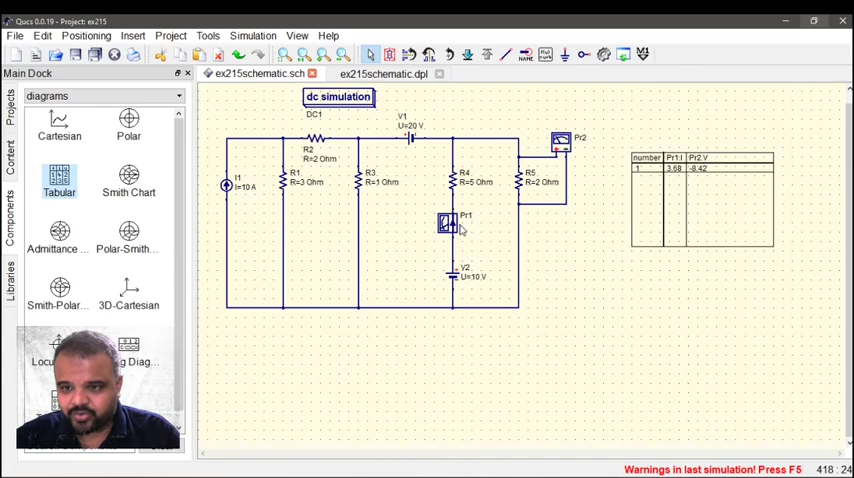 Qucs 0.0.19 - Project: ex215
File Edit Positioning Insert Project Tools Simulation View Help
NAME
M1
Main Dock
ex215schematic.sch
ex215schematic.dpl
Projects
Content
Components
Libraries
diagrams
Cartesian
Polar
Tabular
Smith Chart
Admittance ...
Polar-Smith...
Smith-Polar...
3D-Cartesian
dc simulation
DC1
V1
U=20 V
R2
R=2 Ohm
I1
I=10 A
R1
R=3 Ohm
R3
R=1 Ohm
R4
R=5 Ohm
R5
R=2 Ohm
Pr1
Pr2
V2
U=10 V
number Pr1.I Pr2.V
1 3.68 -8.42
Warnings in last simulation! Press F5
418 : 24